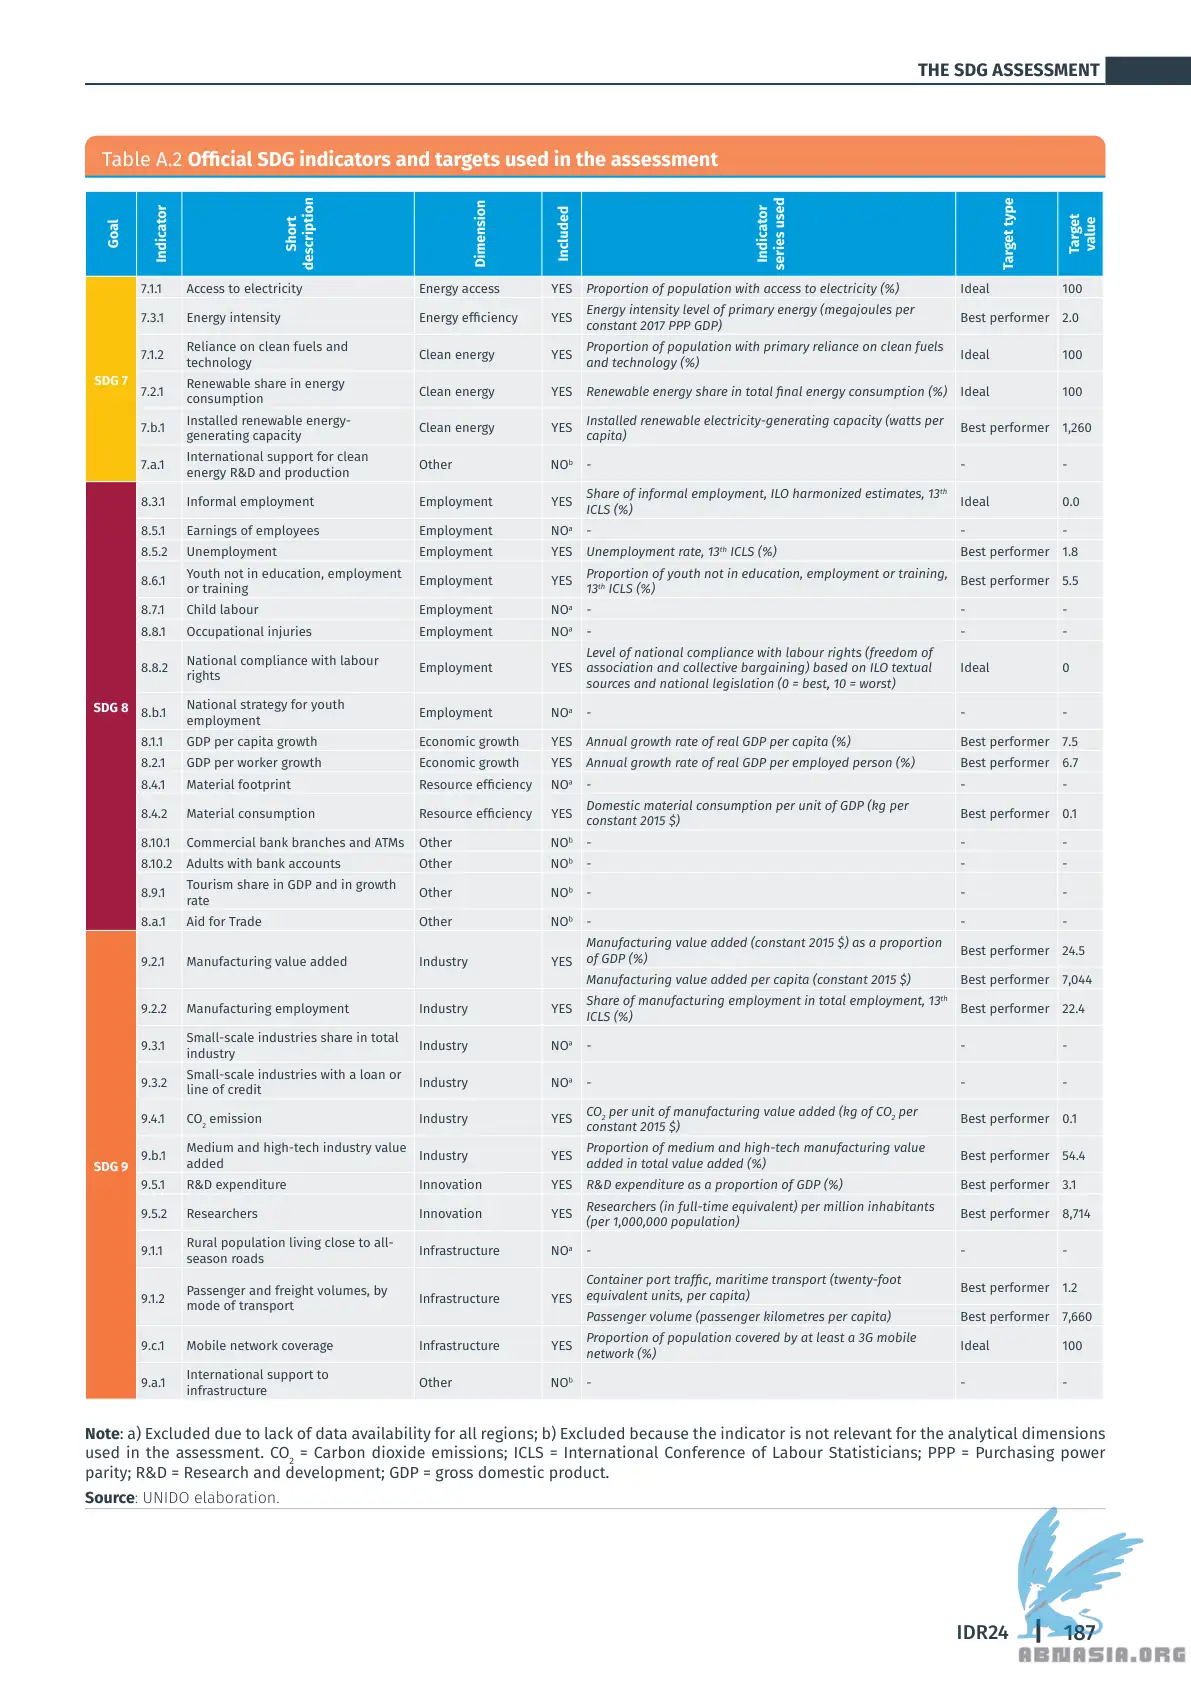 THE SDG ASSESSMENT
Table A.2 Official SDG indicators and targets used in the assessment
Goal Indicator Short description Dimension Included Indicator series used Target type Target value
SDG 7
7.1.1 Access to electricity Energy access YES Proportion of population with access to electricity (%) Ideal 100
7.3.1 Energy intensity Energy efficiency YES Energy intensity level of primary energy (megajoules per constant 2017 PPP GDP) Best performer 2.0
7.1.2 Reliance on clean fuels and technology Clean energy YES Proportion of population with primary reliance on clean fuels and technology (%) Ideal 100
7.2.1 Renewable share in energy consumption Clean energy YES Renewable energy share in total final energy consumption (%) Ideal 100
7.b.1 Installed renewable energy-generating capacity Clean energy YES Installed renewable electricity-generating capacity (watts per capita) Best performer 1,260
7.a.1 International support for clean energy R&D and production Other NOᵇ - - -
SDG 8
8.3.1 Informal employment Employment YES Share of informal employment, ILO harmonized estimates, 13th ICLS (%) Ideal 0.0
8.5.1 Earnings of employees Employment NOᵃ - - -
8.5.2 Unemployment Employment YES Unemployment rate, 13th ICLS (%) Best performer 1.8
8.6.1 Youth not in education, employment or training Employment YES Proportion of youth not in education, employment or training, 13th ICLS (%) Best performer 5.5
8.7.1 Child labour Employment NOᵃ - - -
8.8.1 Occupational injuries Employment NOᵃ - - -
8.8.2 National compliance with labour rights Employment YES Level of national compliance with labour rights (freedom of association and collective bargaining) based on ILO textual sources and national legislation (0 = best, 10 = worst) Ideal 0
8.b.1 National strategy for youth employment Employment NOᵃ - - -
8.1.1 GDP per capita growth Economic growth YES Annual growth rate of real GDP per capita (%) Best performer 7.5
8.2.1 GDP per worker growth Economic growth YES Annual growth rate of real GDP per employed person (%) Best performer 6.7
8.4.1 Material footprint Resource efficiency NOᵃ - - -
8.4.2 Material consumption Resource efficiency YES Domestic material consumption per unit of GDP (kg per constant 2015 $) Best performer 0.1
8.10.1 Commercial bank branches and ATMs Other NOᵇ - - -
8.10.2 Adults with bank accounts Other NOᵇ - - -
8.9.1 Tourism share in GDP and in growth rate Other NOᵇ - - -
8.a.1 Aid for Trade Other NOᵇ - - -
SDG 9
9.2.1 Manufacturing value added Industry YES Manufacturing value added (constant 2015 $) as a proportion of GDP (%) Best performer 24.5
Manufacturing value added per capita (constant 2015 $) Best performer 7,044
9.2.2 Manufacturing employment Industry YES Share of manufacturing employment in total employment, 13th ICLS (%) Best performer 22.4
9.3.1 Small-scale industries share in total industry Industry NOᵃ - - -
9.3.2 Small-scale industries with a loan or line of credit Industry NOᵃ - - -
9.4.1 CO₂ emission Industry YES CO₂ per unit of manufacturing value added (kg of CO₂ per constant 2015 $) Best performer 0.1
9.b.1 Medium and high-tech industry value added Industry YES Proportion of medium and high-tech manufacturing value added in total value added (%) Best performer 54.4
9.5.1 R&D expenditure Innovation YES R&D expenditure as a proportion of GDP (%) Best performer 3.1
9.5.2 Researchers Innovation YES Researchers (in full-time equivalent) per million inhabitants (per 1,000,000 population) Best performer 8,714
9.1.1 Rural population living close to all-season roads Infrastructure NOᵃ - - -
9.1.2 Passenger and freight volumes, by mode of transport Infrastructure YES Container port traffic, maritime transport (twenty-foot equivalent units, per capita) Best performer 1.2
Passenger volume (passenger kilometres per capita) Best performer 7,660
9.c.1 Mobile network coverage Infrastructure YES Proportion of population covered by at least a 3G mobile network (%) Ideal 100
9.a.1 International support to infrastructure Other NOᵇ - - -
Note: a) Excluded due to lack of data availability for all regions; b) Excluded because the indicator is not relevant for the analytical dimensions
used in the assessment. CO₂ = Carbon dioxide emissions; ICLS = International Conference of Labour Statisticians; PPP = Purchasing power
parity; R&D = Research and development; GDP = gross domestic product.
Source: UNIDO elaboration.
IDR24 | 187
ABNASIA.ORG